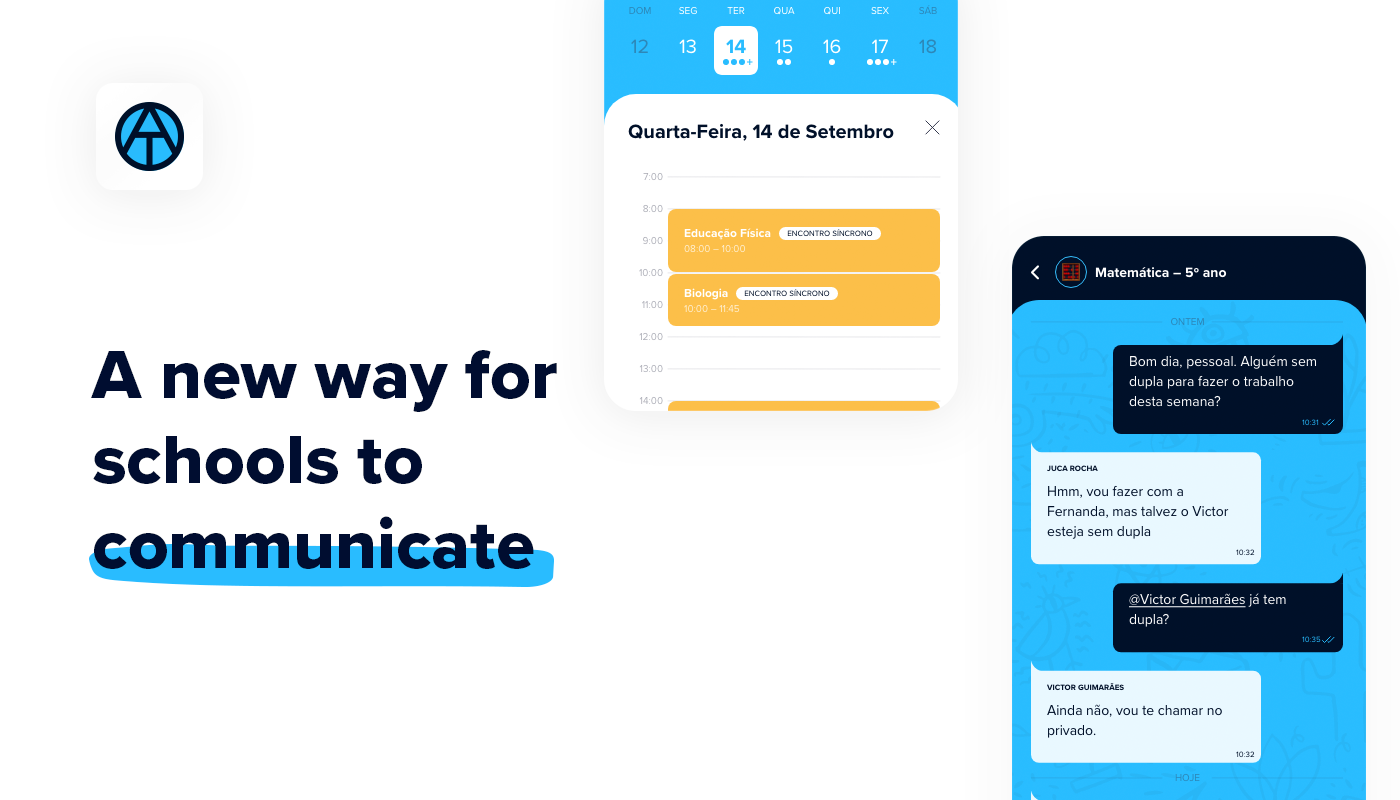 A new way for
schools to
communicate
DOM SEG TER QUA QUI SEX SÁB
12 13 14 15 16 17 18
+ +
Quarta-Feira, 14 de Setembro
7:00
8:00
Educação Física ENCONTRO SÍNCRONO
9:00
08:00 – 10:00
10:00
Biologia ENCONTRO SÍNCRONO
11:00
10:00 – 11:45
12:00
13:00
14:00
Matemática – 5º ano
ONTEM
Bom dia, pessoal. Alguém sem
dupla para fazer o trabalho
desta semana?
10:31
JUCA ROCHA
Hmm, vou fazer com a
Fernanda, mas talvez o Victor
esteja sem dupla
10:32
@Victor Guimarães já tem
dupla?
10:35
VICTOR GUIMARÃES
Ainda não, vou te chamar no
privado.
10:32
HOJE